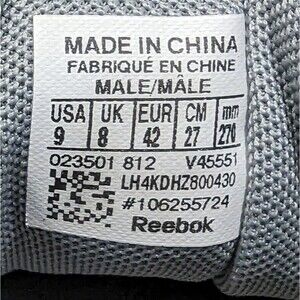 MADE IN CHINA
FABRIQUÉ EN CHINE
MALE/MÂLE
USA UK EUR CM mm
9 8 42 27 270
023501 812 V45551
LH4KDHZ800430
#106255724
Reebok